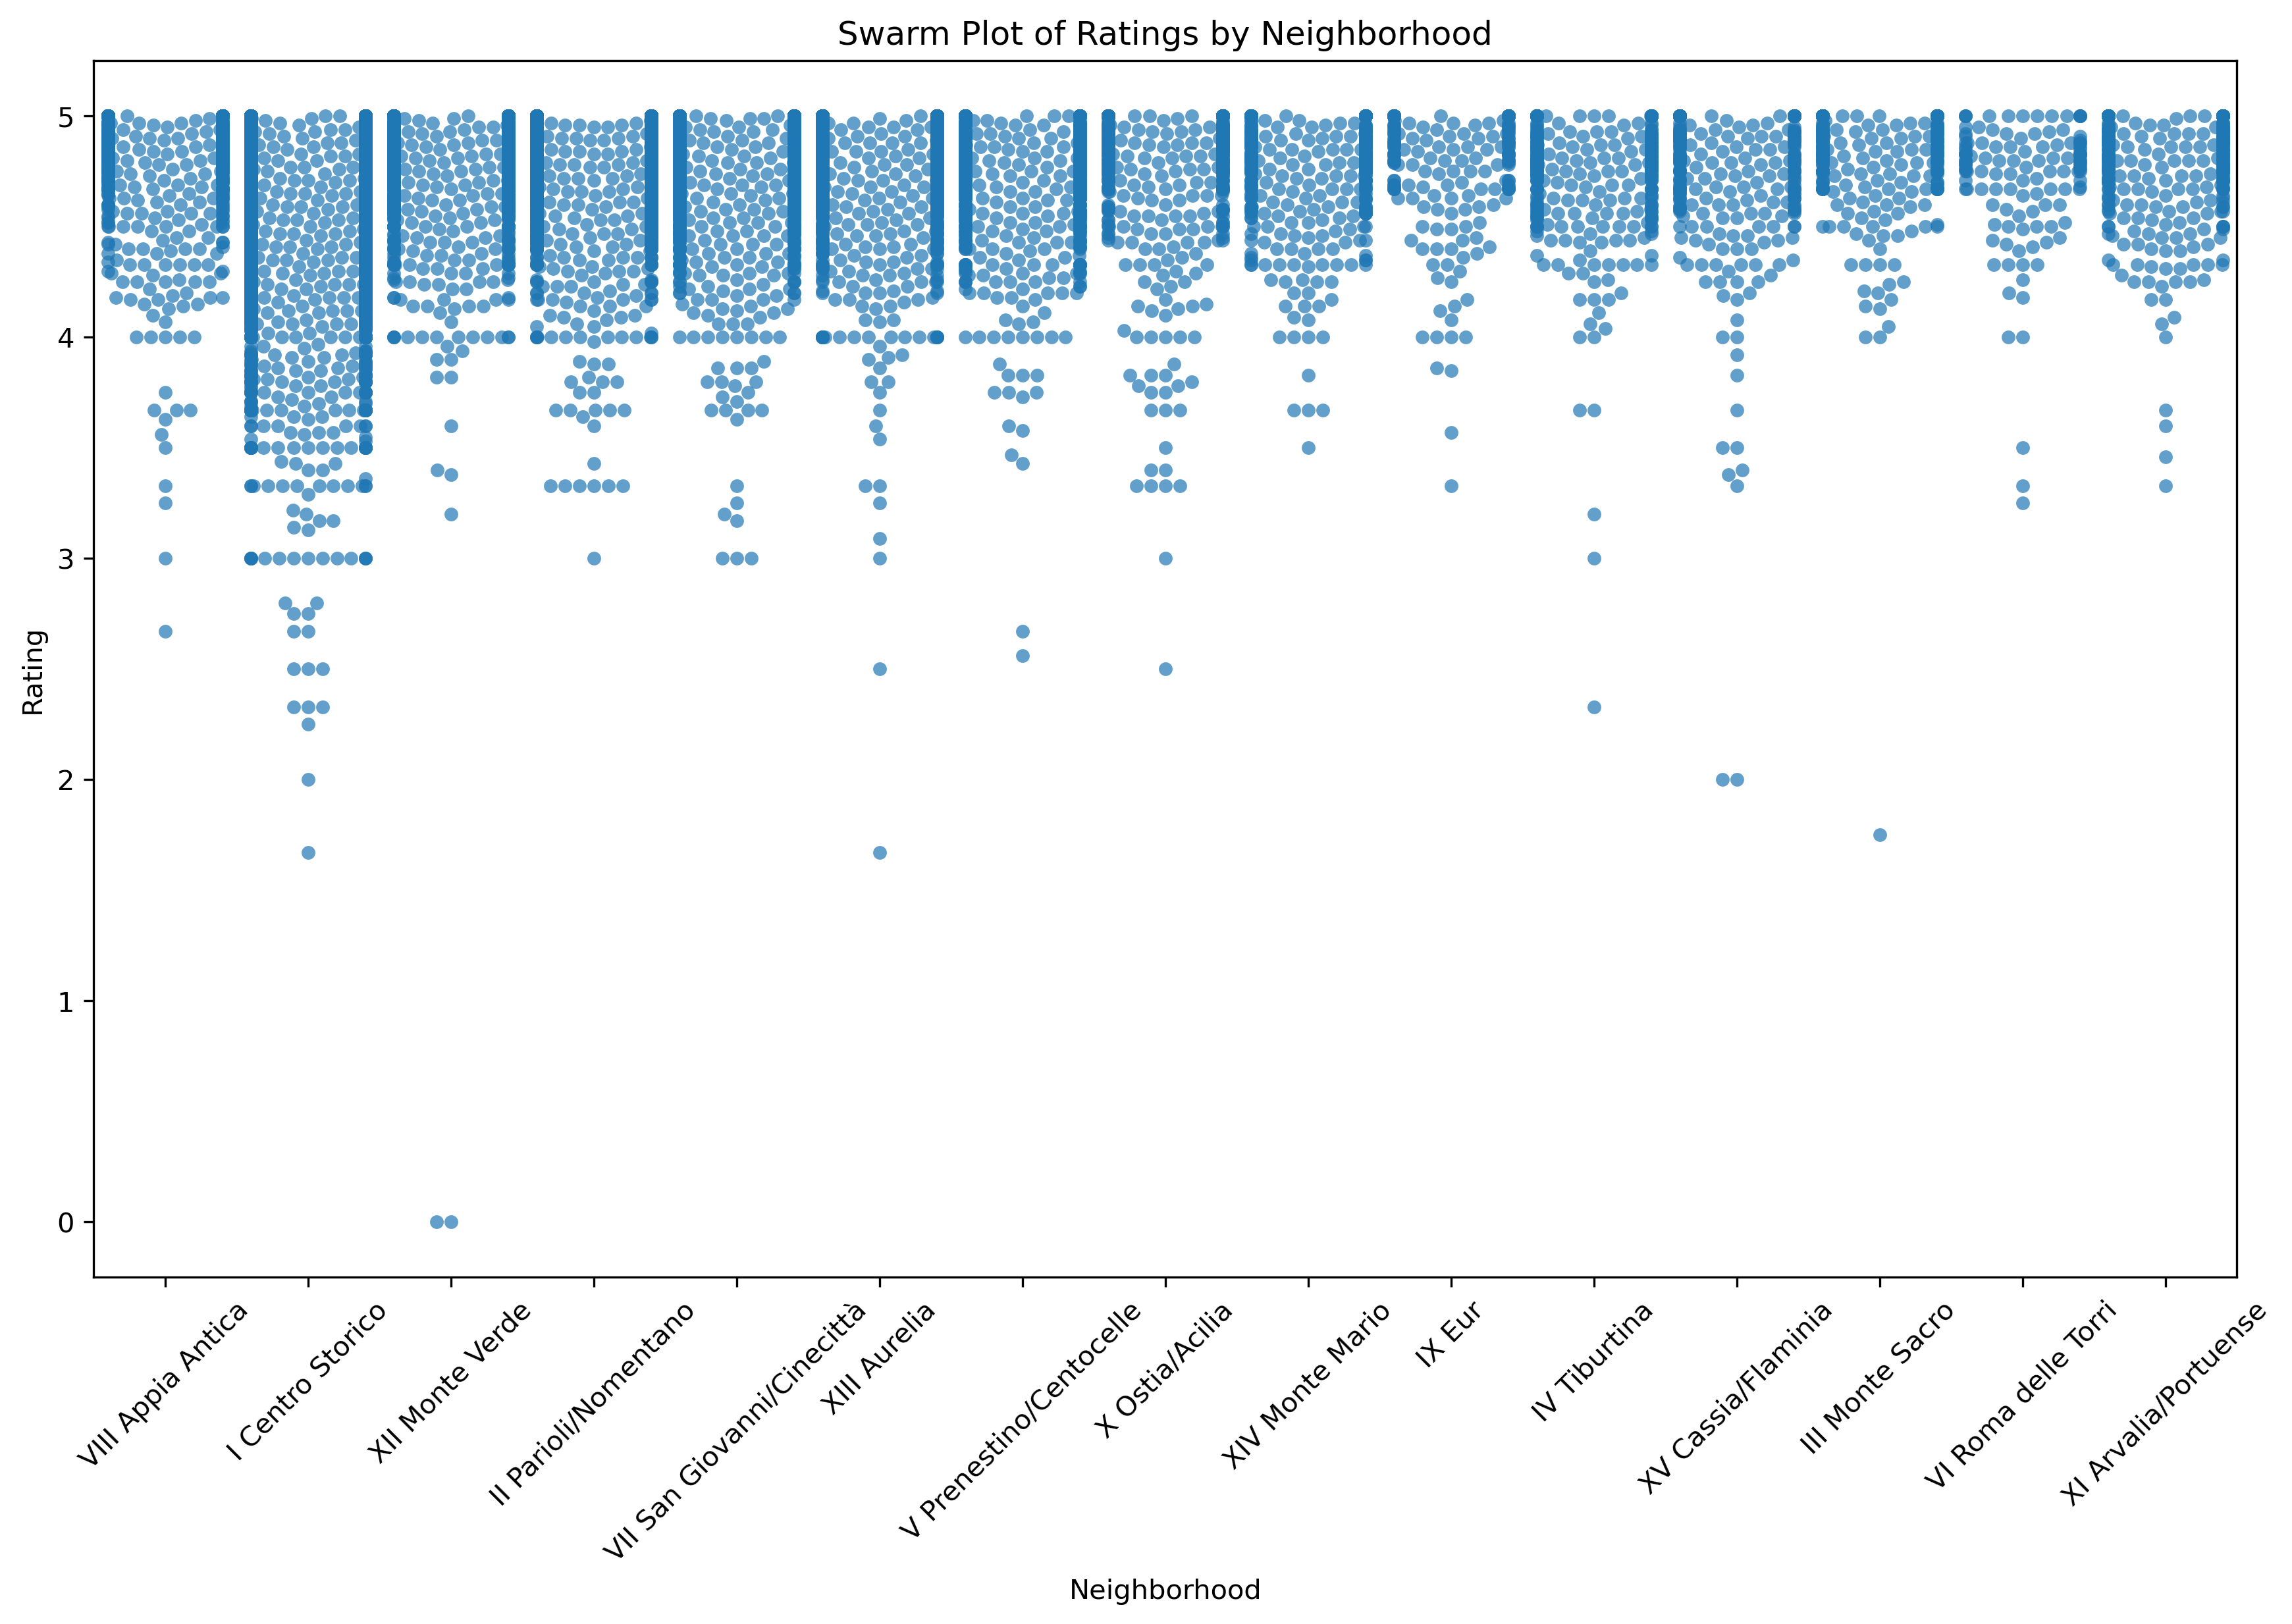 Swarm Plot of Ratings by Neighborhood
5
4
3
2
1
0
Rating
VIII Appia Antica
I Centro Storico
XII Monte Verde
II Parioli/Nomentano
VII San Giovanni/Cinecittà
XIII Aurelia
V Prenestino/Centocelle
X Ostia/Acilia
XIV Monte Mario
IX Eur
IV Tiburtina
XV Cassia/Flaminia
III Monte Sacro
VI Roma delle Torri
XI Arvalia/Portuense
Neighborhood